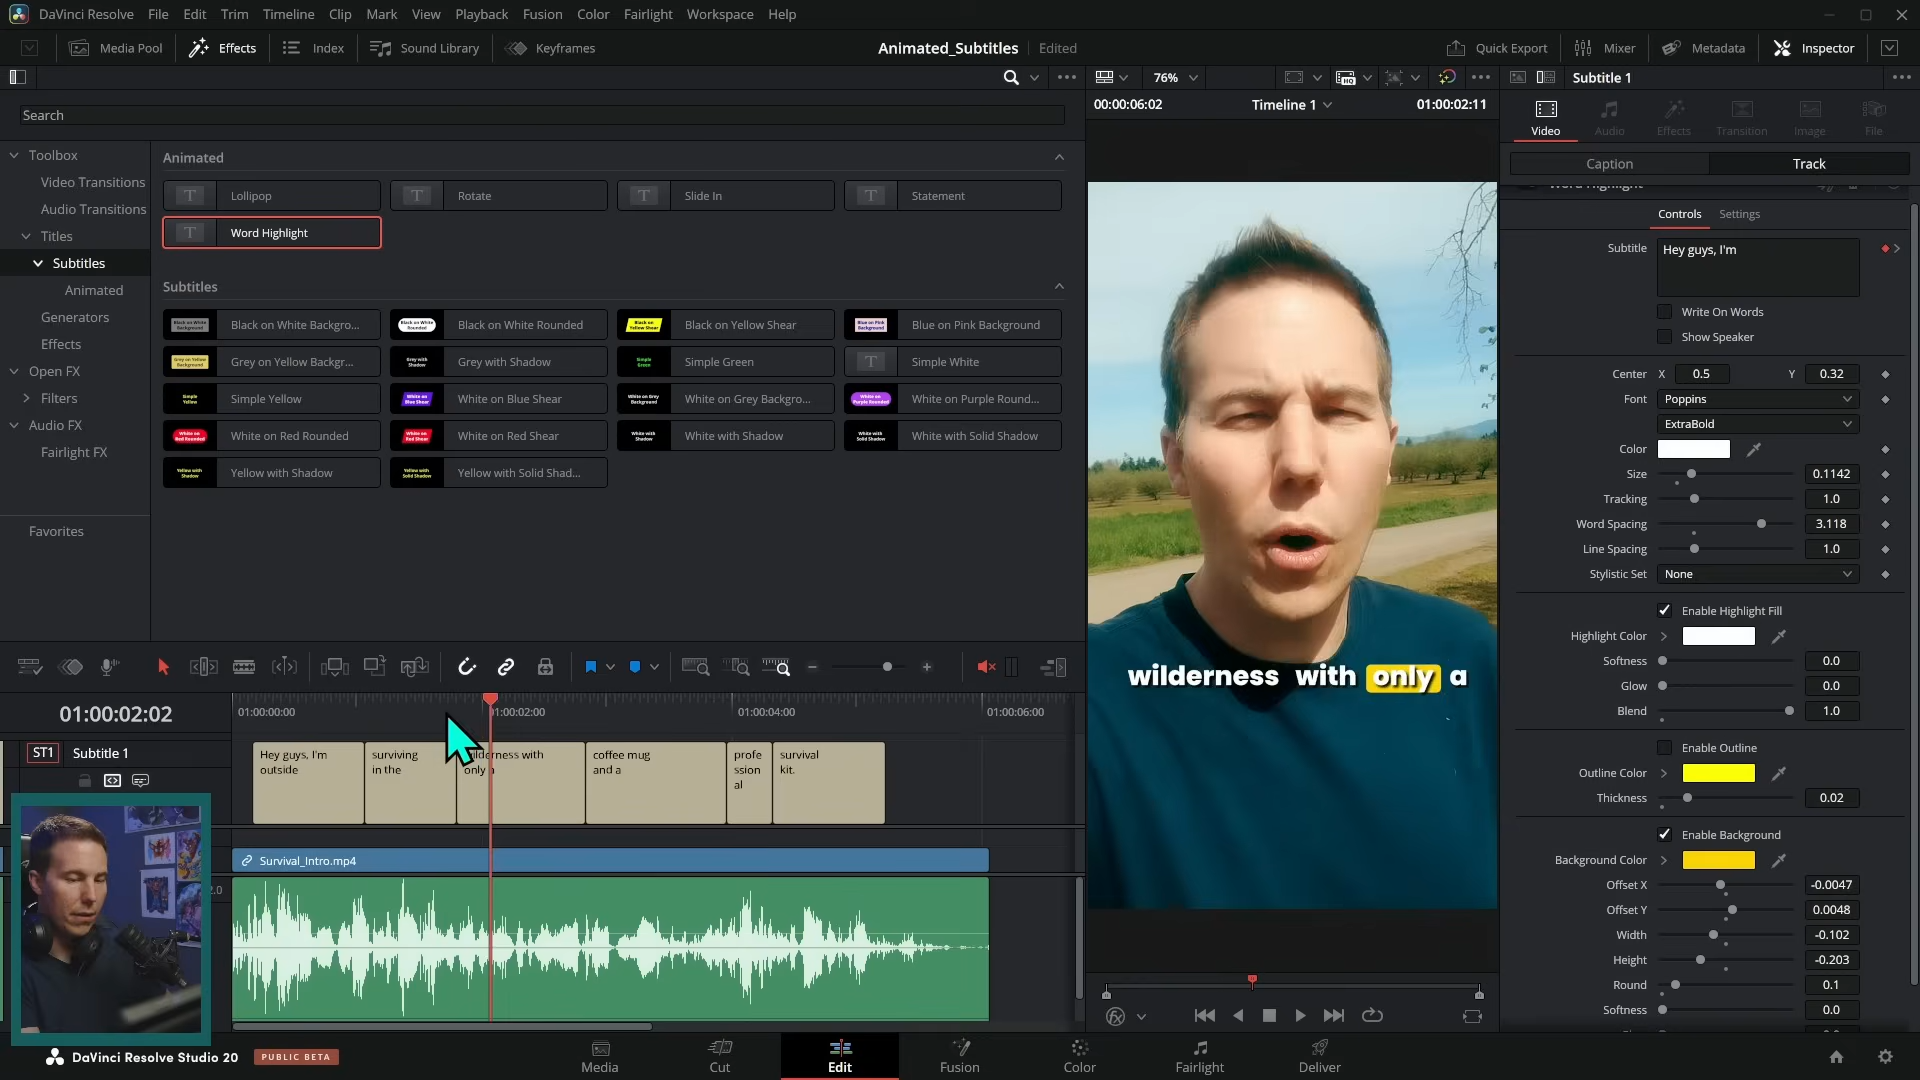 DaVinci Resolve File Edit Trim Timeline Clip Mark View Playback Fusion Color Fairlight Workspace Help
Media Pool Effects Index Sound Library Keyframes Animated_Subtitles Edited Quick Export Mixer Metadata Inspector
76% Subtitle 1
00:00:06:02 Timeline 1 01:00:02:11
Search
Video Audio Effects Transition Image File
Caption Track
Word Highlight
Toolbox
Video Transitions
Audio Transitions
Titles
Subtitles
Animated
Generators
Effects
Open FX
Filters
Audio FX
Fairlight FX
Favorites
Animated
T Lollipop T Rotate T Slide In T Statement
T Word Highlight
Subtitles
Black on White Backgro... Black on White Rounded Black on Yellow Shear Blue on Pink Background
Grey on Yellow Backgr... Grey with Shadow Simple Green T Simple White
Simple Yellow White on Blue Shear White on Grey Backgro... White on Purple Round...
White on Red Rounded White on Red Shear White with Shadow White with Solid Shadow
Yellow with Shadow Yellow with Solid Shad...
wilderness with only a
Controls Settings
Subtitle Hey guys, I'm
Write On Words
Show Speaker
Center X 0.5 Y 0.32
Font Poppins
ExtraBold
Color
Size 0.1142
Tracking 1.0
Word Spacing 3.118
Line Spacing 1.0
Stylistic Set None
Enable Highlight Fill
Highlight Color
Softness 0.0
Glow 0.0
Blend 1.0
Enable Outline
Outline Color
Thickness 0.02
Enable Background
Background Color
Offset X -0.0047
Offset Y 0.0048
Width -0.102
Height -0.203
Round 0.1
Softness 0.0
01:00:02:02 01:00:00:00 01:00:02:00 01:00:04:00 01:00:06:00
ST1 Subtitle 1
Hey guys, I'm
outside
surviving
in the
wilderness with
only a
coffee mug
and a
profe
ssion
al
survival
kit.
Survival_Intro.mp4
2.0
DaVinci Resolve Studio 20 PUBLIC BETA
Media Cut Edit Fusion Color Fairlight Deliver